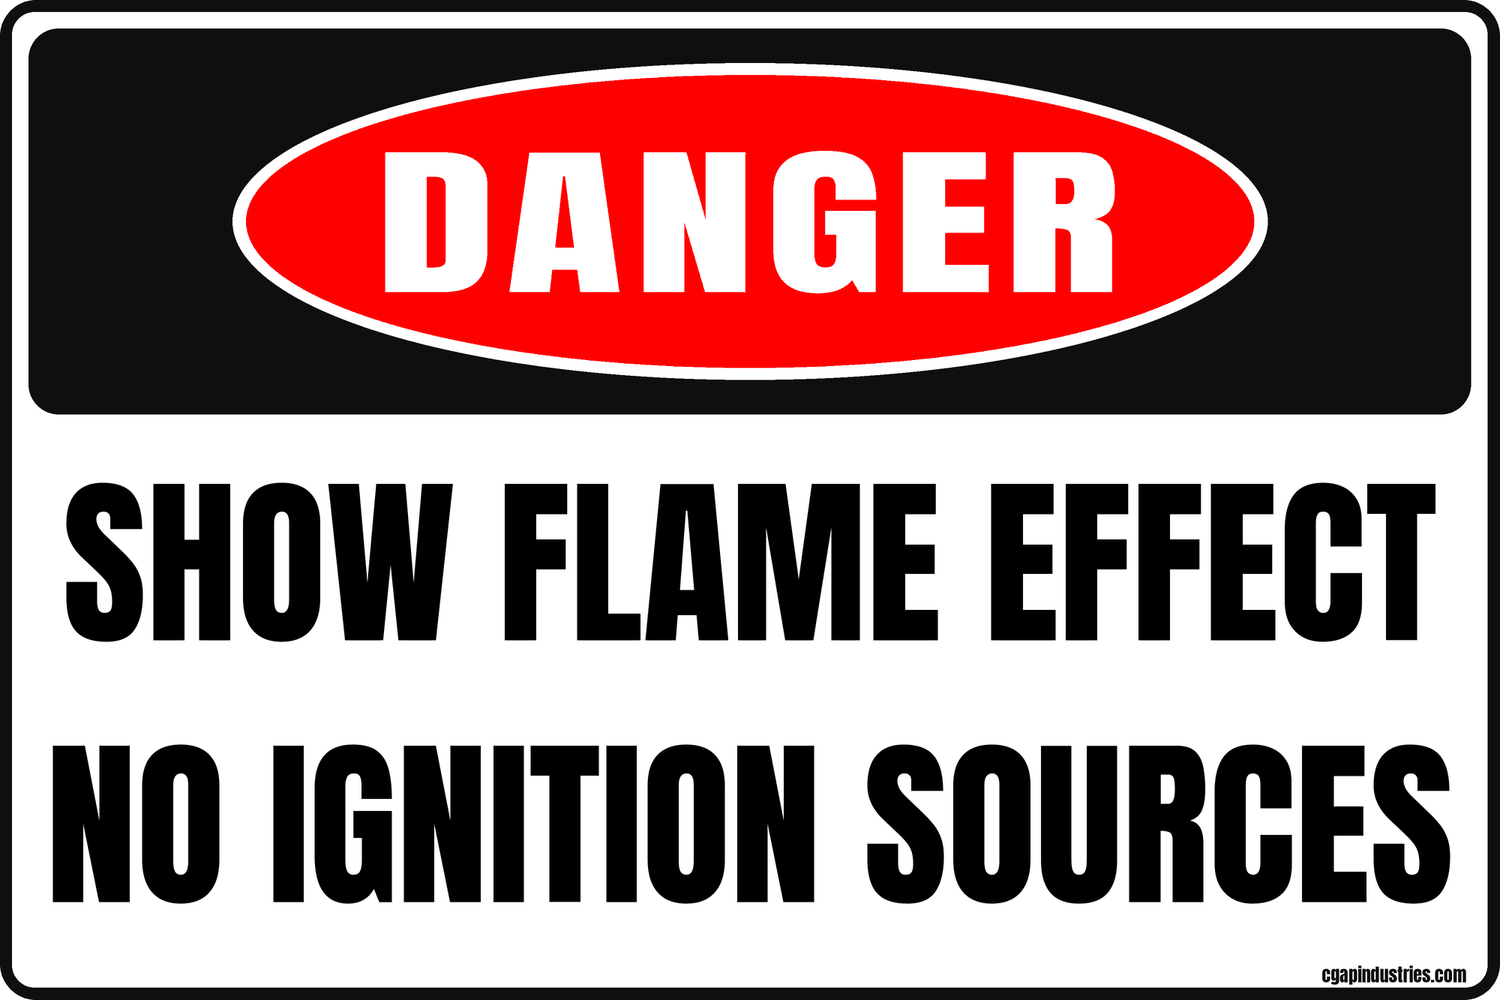 DANGER
SHOW FLAME EFFECT
NO IGNITION SOURCES
cgapindustries.com